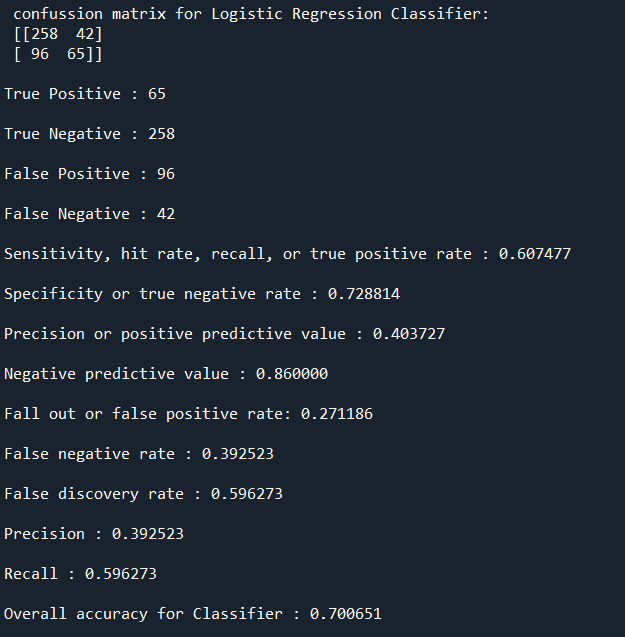 confussion matrix for Logistic Regression Classifier:
[[258  42]
[ 96  65]]
True Positive : 65
True Negative : 258
False Positive : 96
False Negative : 42
Sensitivity, hit rate, recall, or true positive rate : 0.607477
Specificity or true negative rate : 0.728814
Precision or positive predictive value : 0.403727
Negative predictive value : 0.860000
Fall out or false positive rate: 0.271186
False negative rate : 0.392523
False discovery rate : 0.596273
Precision : 0.392523
Recall : 0.596273
Overall accuracy for Classifier : 0.700651